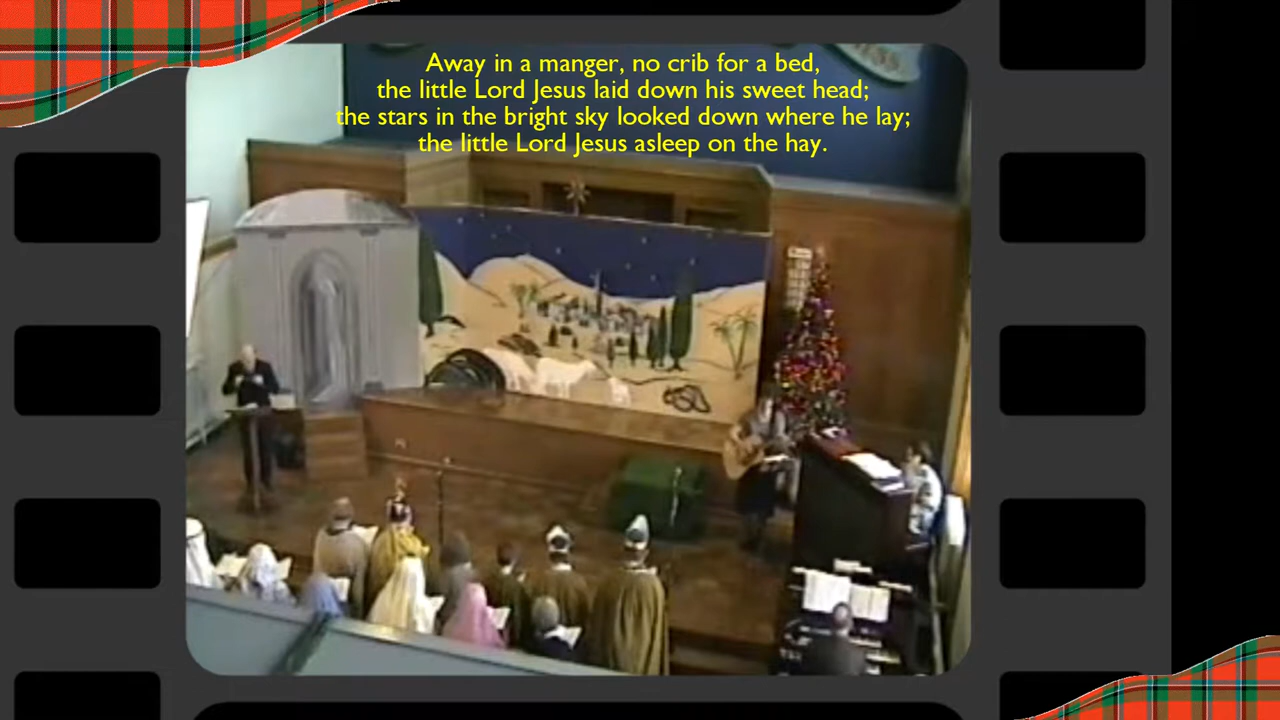 Away in a manger, no crib for a bed,
the little Lord Jesus laid down his sweet head;
the stars in the bright sky looked down where he lay;
the little Lord Jesus asleep on the hay.